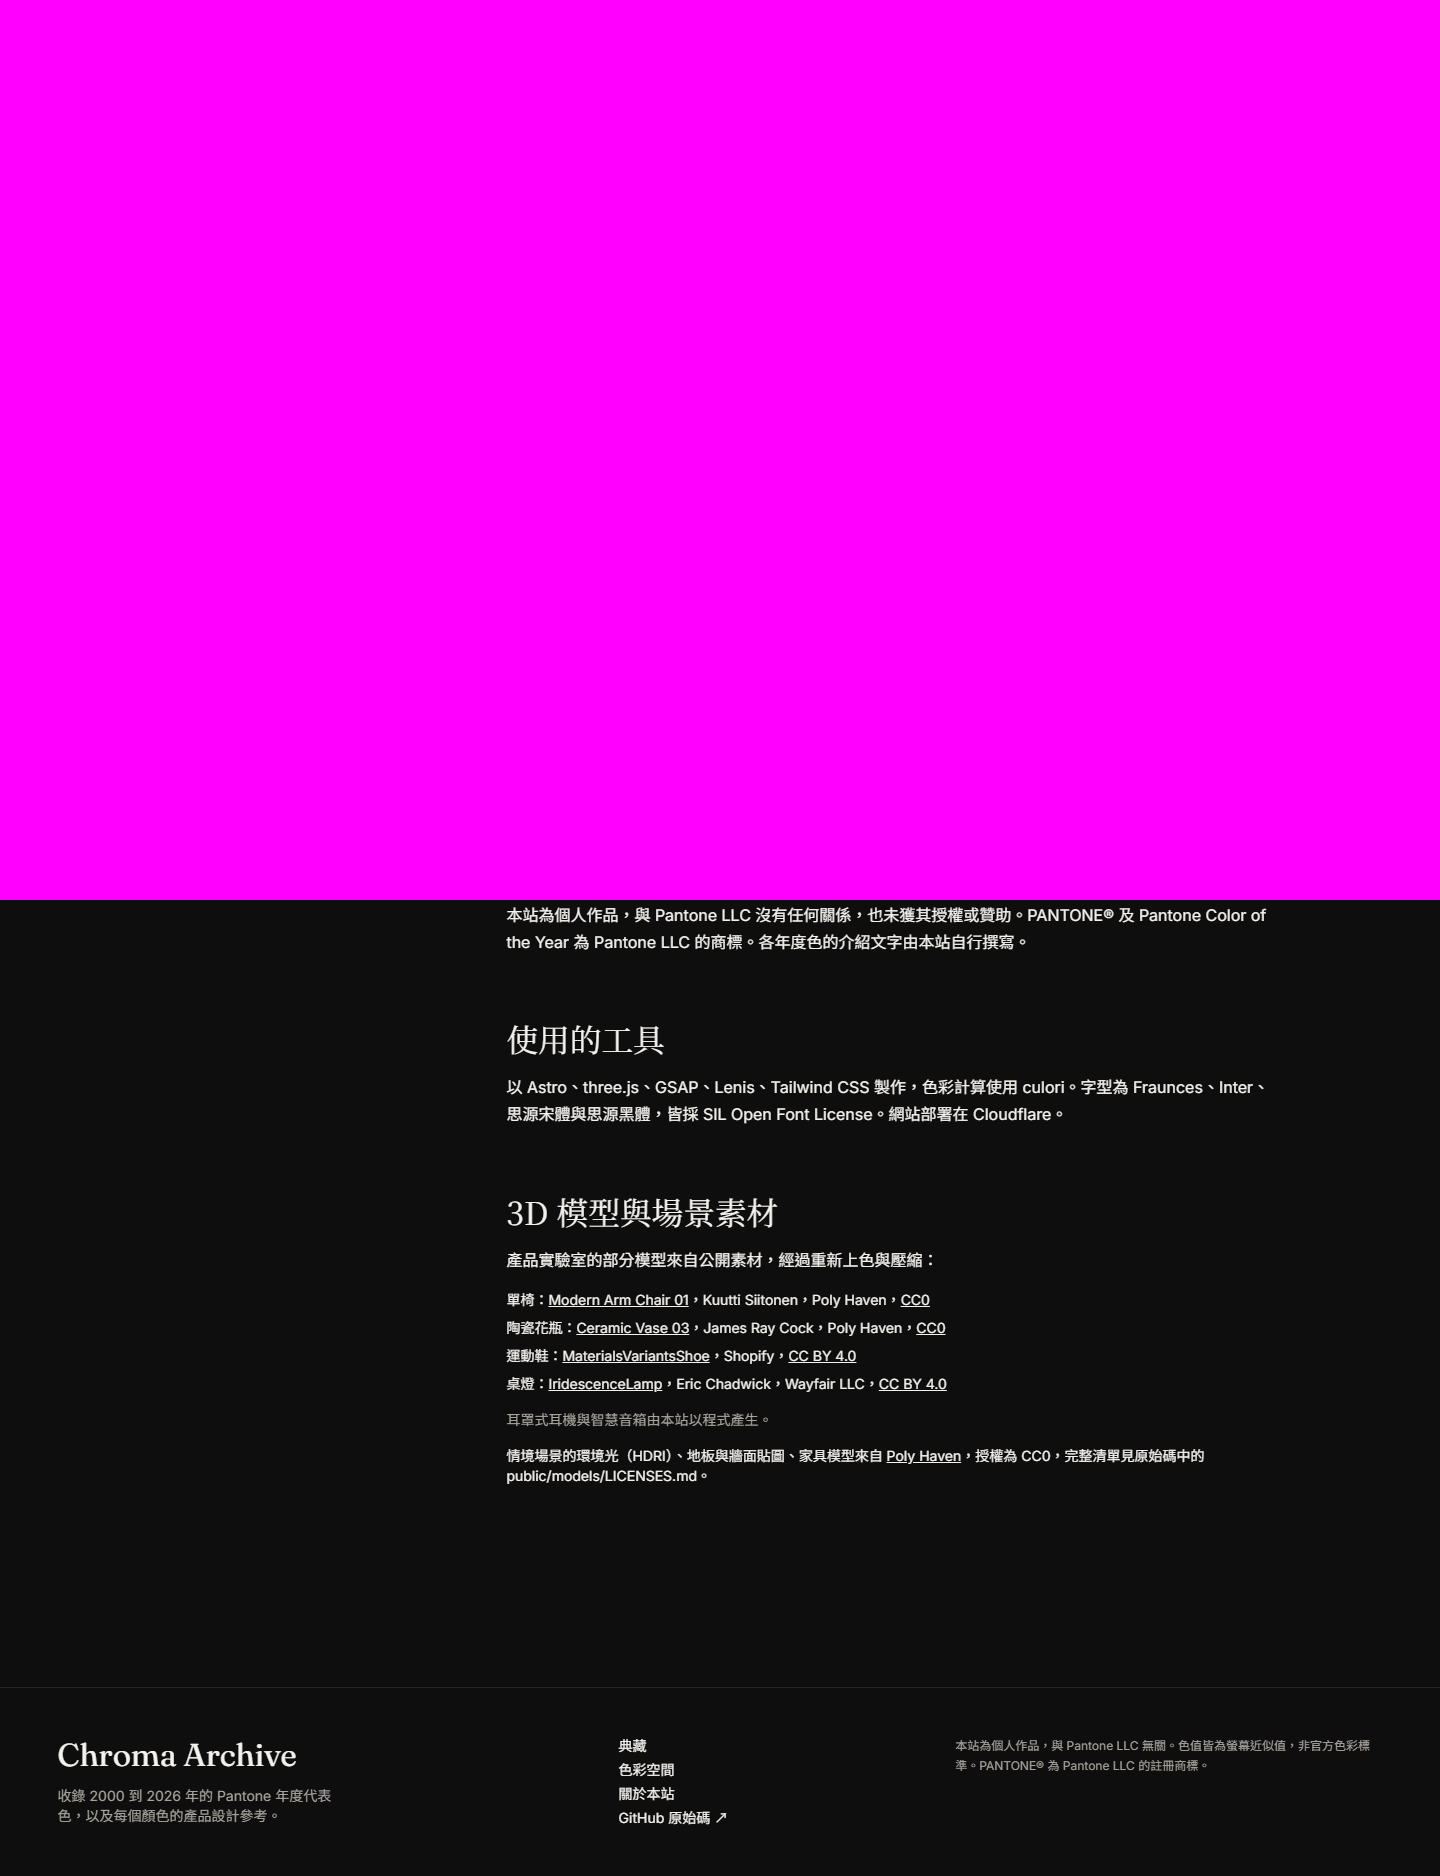 本站為個人作品，與 Pantone LLC 沒有任何關係，也未獲其授權或贊助。PANTONE® 及 Pantone Color of
the Year 為 Pantone LLC 的商標。各年度色的介紹文字由本站自行撰寫。
使用的工具
以 Astro、three.js、GSAP、Lenis、Tailwind CSS 製作，色彩計算使用 culori。字型為 Fraunces、Inter、
思源宋體與思源黑體，皆採 SIL Open Font License。網站部署在 Cloudflare。
3D 模型與場景素材
產品實驗室的部分模型來自公開素材，經過重新上色與壓縮：
單椅：Modern Arm Chair 01，Kuutti Siitonen，Poly Haven，CC0
陶瓷花瓶：Ceramic Vase 03，James Ray Cock，Poly Haven，CC0
運動鞋：MaterialsVariantsShoe，Shopify，CC BY 4.0
桌燈：IridescenceLamp，Eric Chadwick，Wayfair LLC，CC BY 4.0
耳罩式耳機與智慧音箱由本站以程式產生。
情境場景的環境光（HDRI）、地板與牆面貼圖、家具模型來自 Poly Haven，授權為 CC0，完整清單見原始碼中的
public/models/LICENSES.md。
Chroma Archive
收錄 2000 到 2026 年的 Pantone 年度代表
色，以及每個顏色的產品設計參考。
典藏
色彩空間
關於本站
GitHub 原始碼 ↗
本站為個人作品，與 Pantone LLC 無關。色值皆為螢幕近似值，非官方色彩標
準。PANTONE® 為 Pantone LLC 的註冊商標。